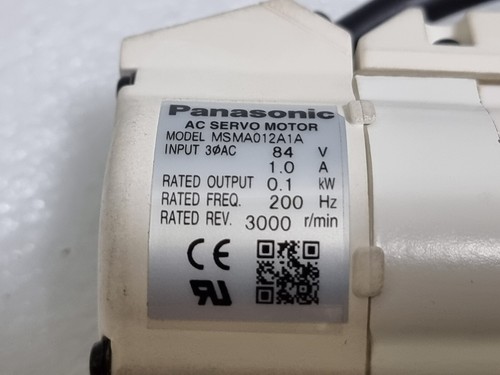 Panasonic
AC SERVO MOTOR
MODEL MSMA012A1A
INPUT 3ØAC 84 V
1.0 A
RATED OUTPUT 0.1 kW
RATED FREQ. 200 Hz
RATED REV. 3000 r/min
CE
RU